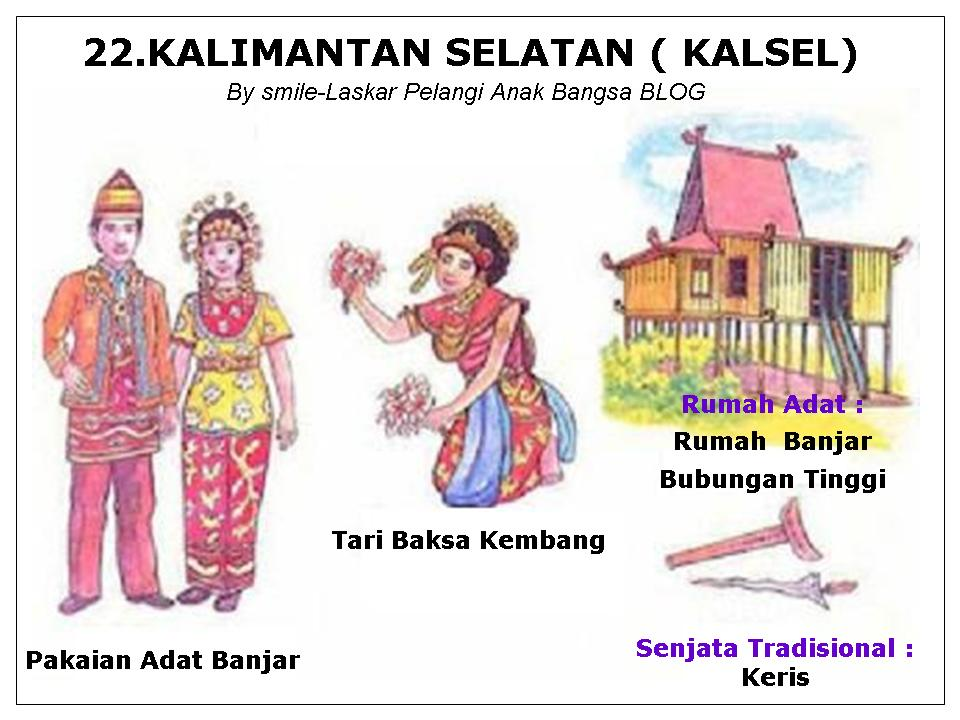 22.KALIMANTAN SELATAN ( KALSEL)
By smile-Laskar Pelangi Anak Bangsa BLOG
Rumah Adat :
Rumah Banjar
Bubungan Tinggi
Tari Baksa Kembang
Senjata Tradisional :
Keris
Pakaian Adat Banjar